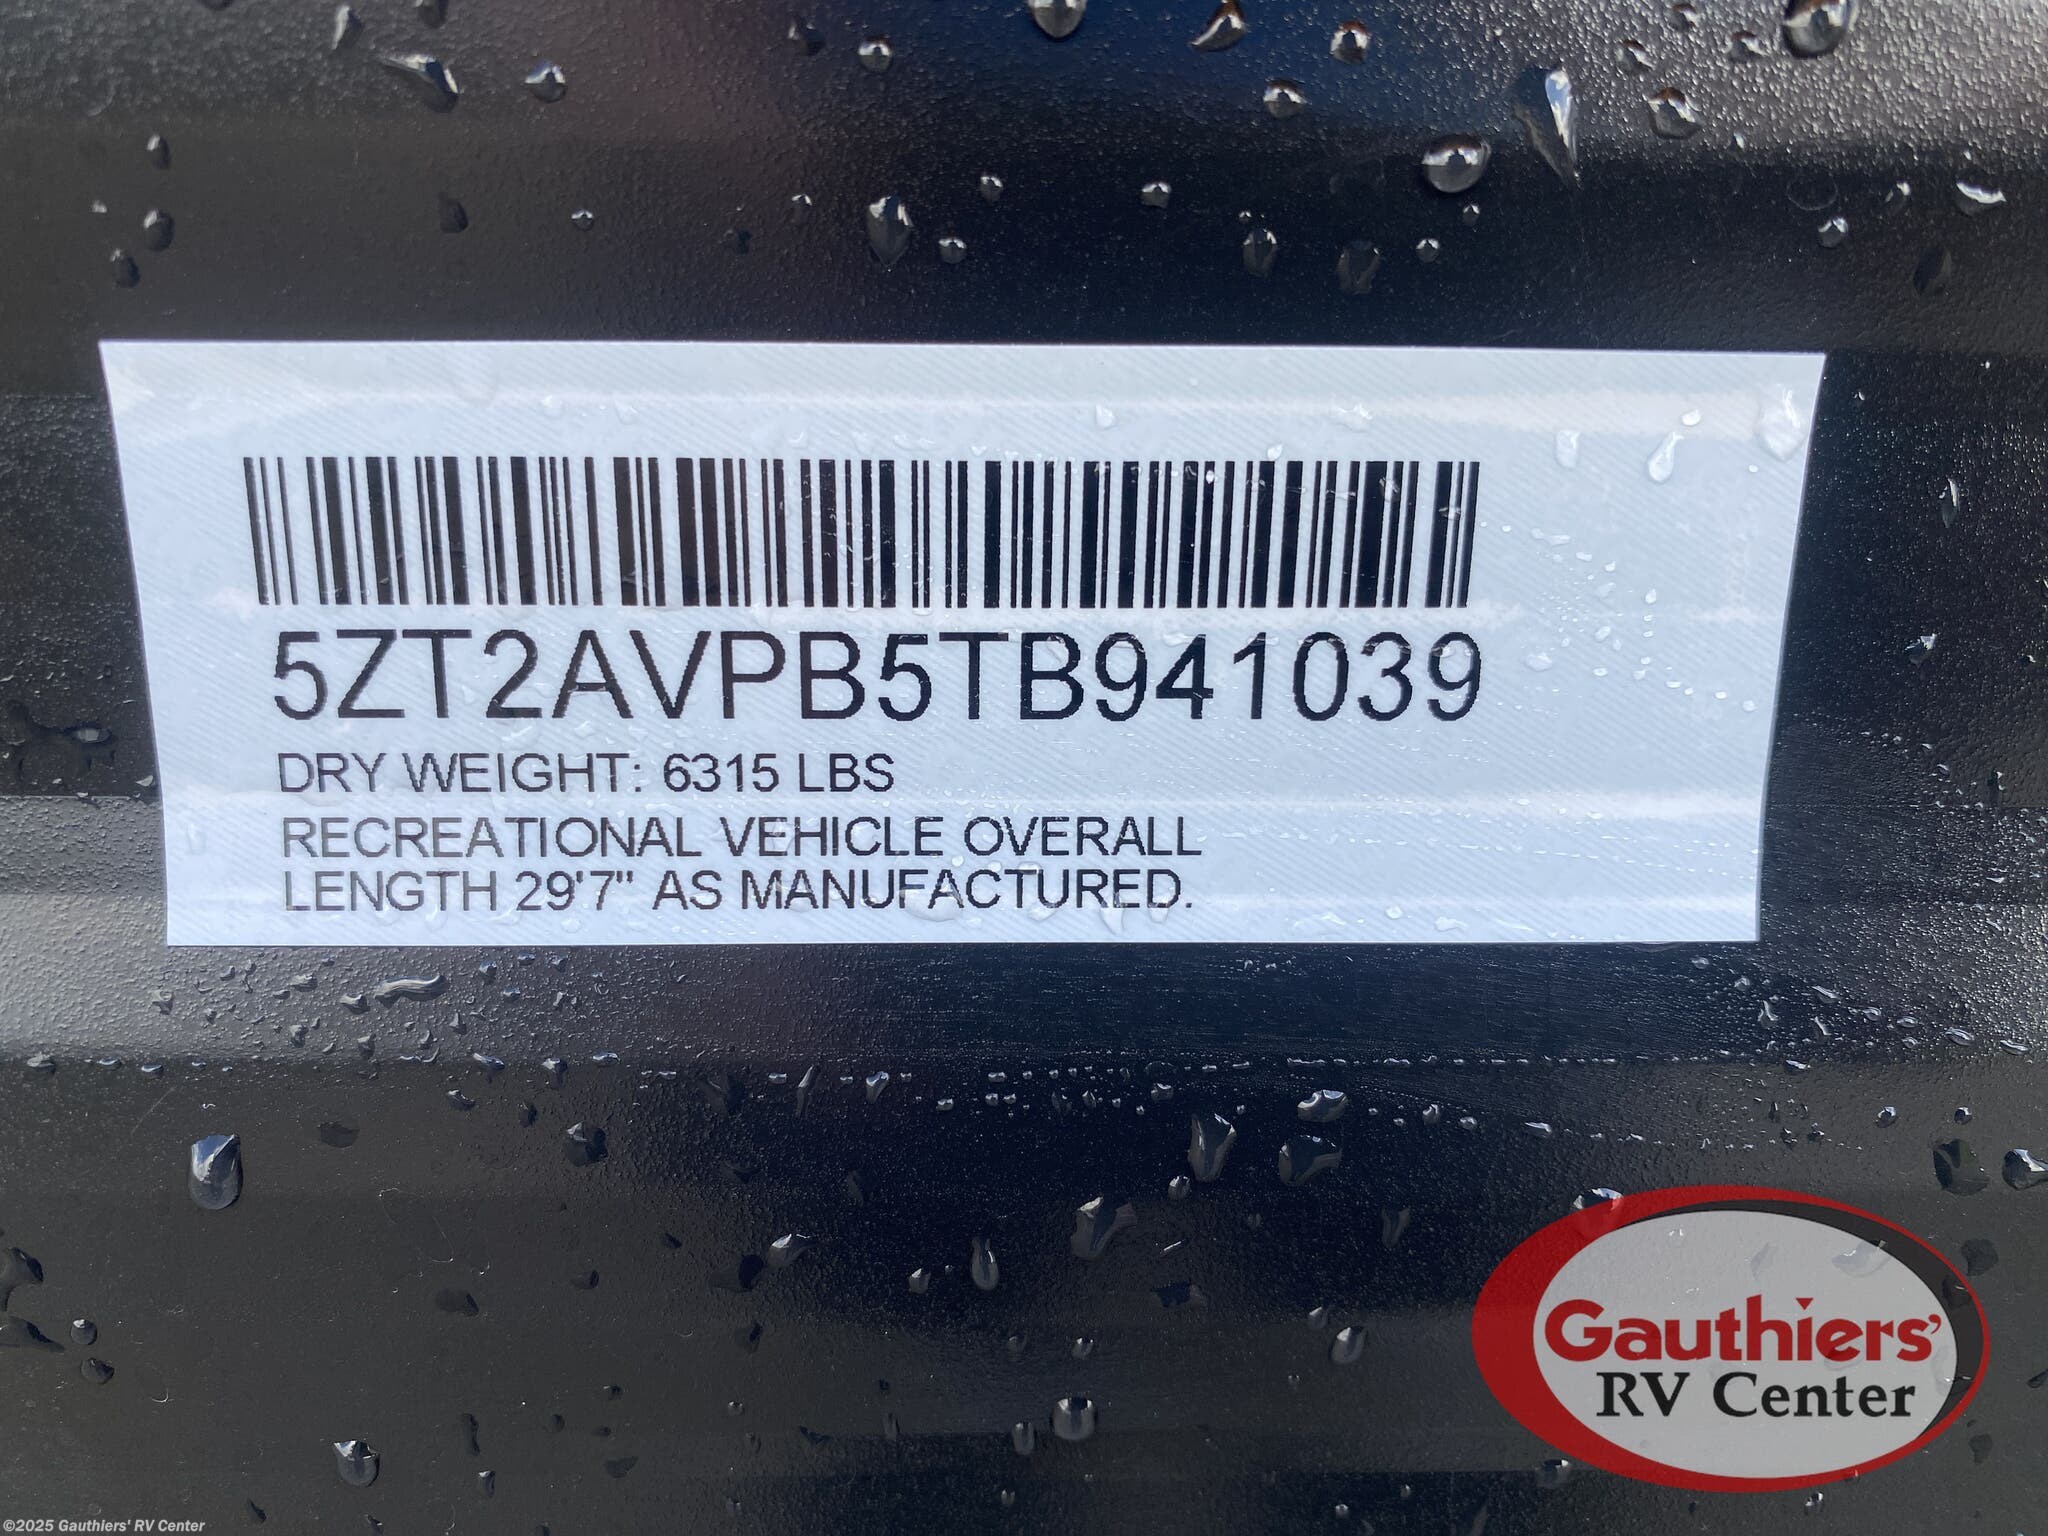 5ZT2AVPB5TB941039
DRY WEIGHT: 6315 LBS
RECREATIONAL VEHICLE OVERALL
LENGTH 29'7" AS MANUFACTURED.
Gauthiers'
RV Center
©2025 Gauthiers' RV Center